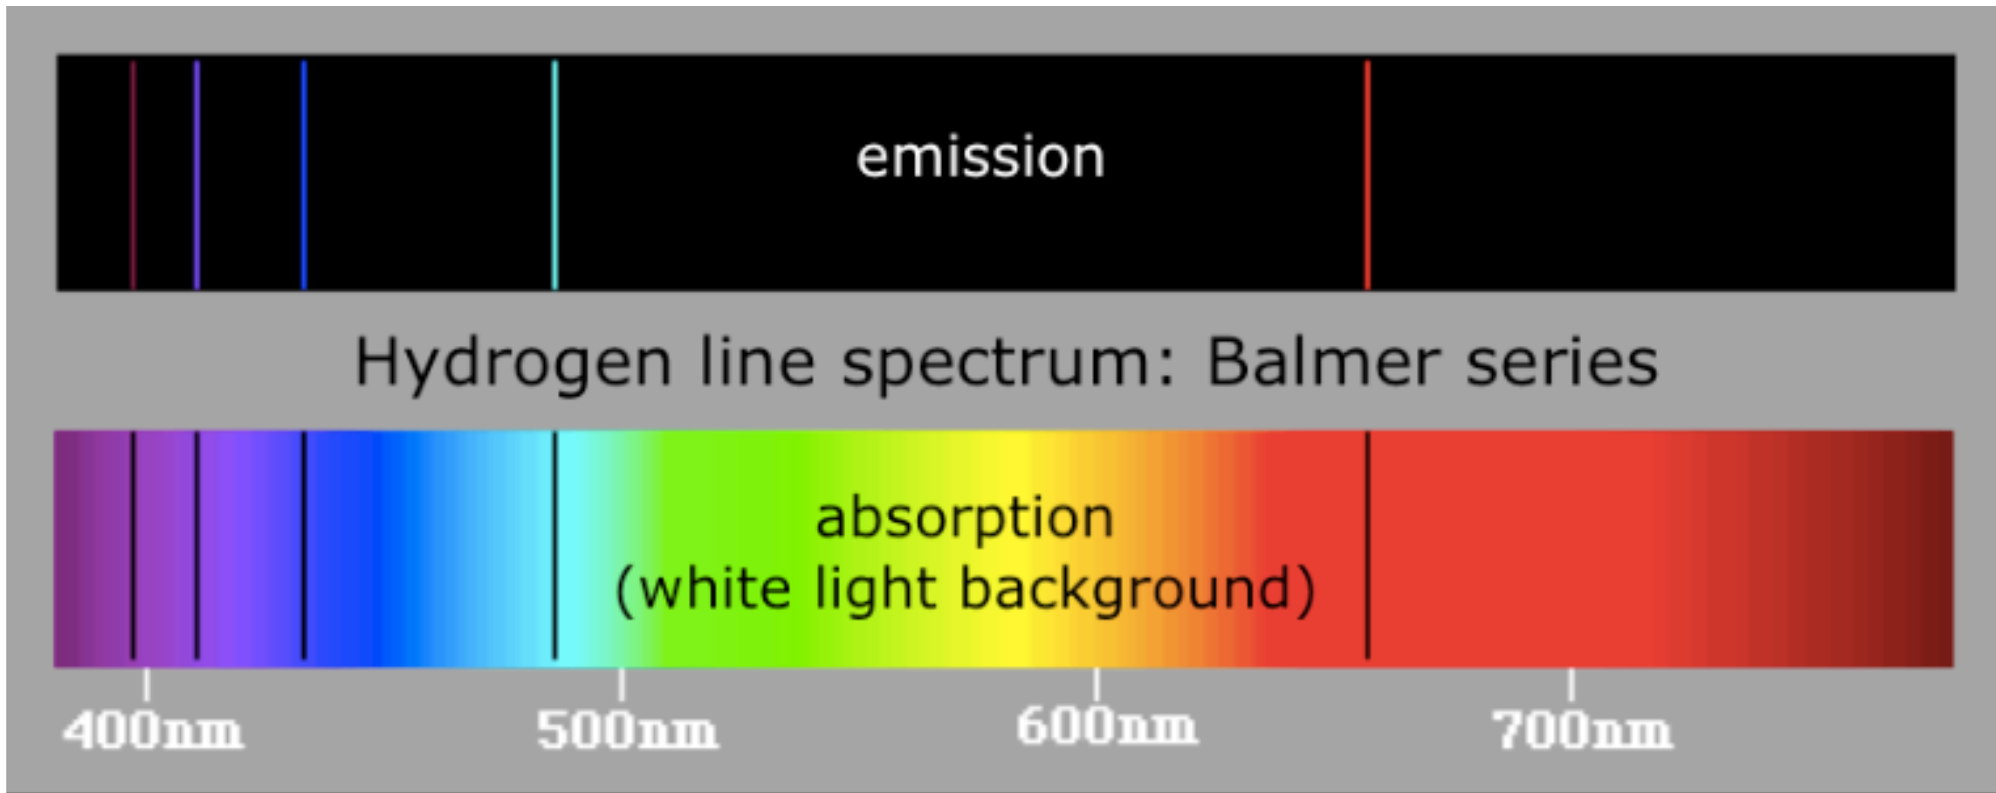 emission
Hydrogen line spectrum: Balmer series
absorption
(white light background)
400nm 500nm 600nm 700nm